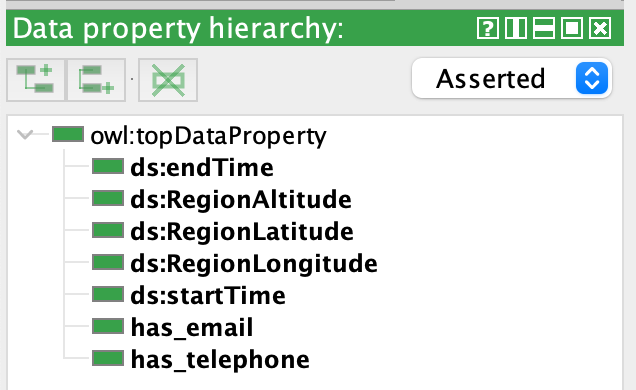 Data property hierarchy:
Asserted
owl:topDataProperty
ds:endTime
ds:RegionAltitude
ds:RegionLatitude
ds:RegionLongitude
ds:startTime
has_email
has_telephone